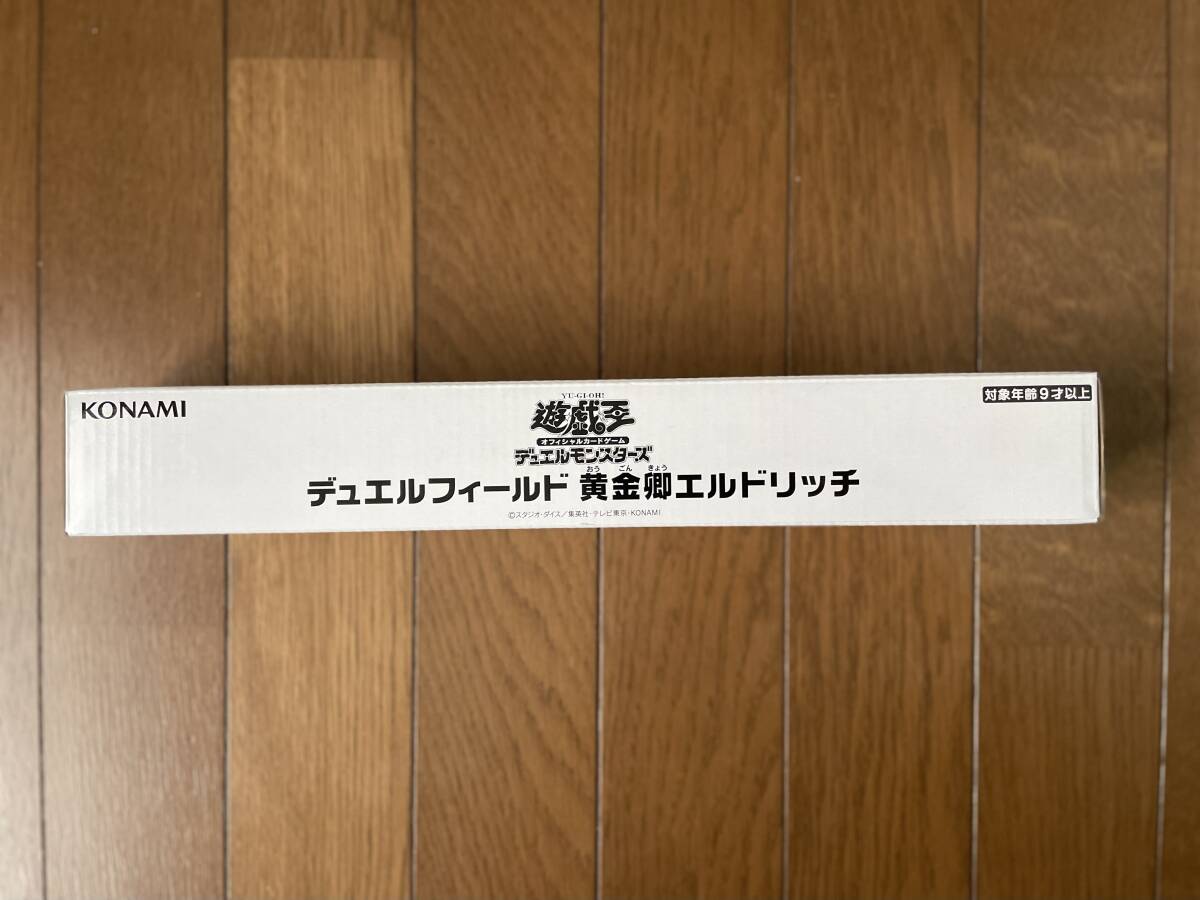 KONAMI
対象年齢9才以上
YU-GI-OH!
遊戯王
オフィシャルカードゲーム
デュエルモンスターズ
おうごんきょう
デュエルフィールド 黄金卿エルドリッチ
©スタジオ・ダイス/集英社・テレビ東京・KONAMI